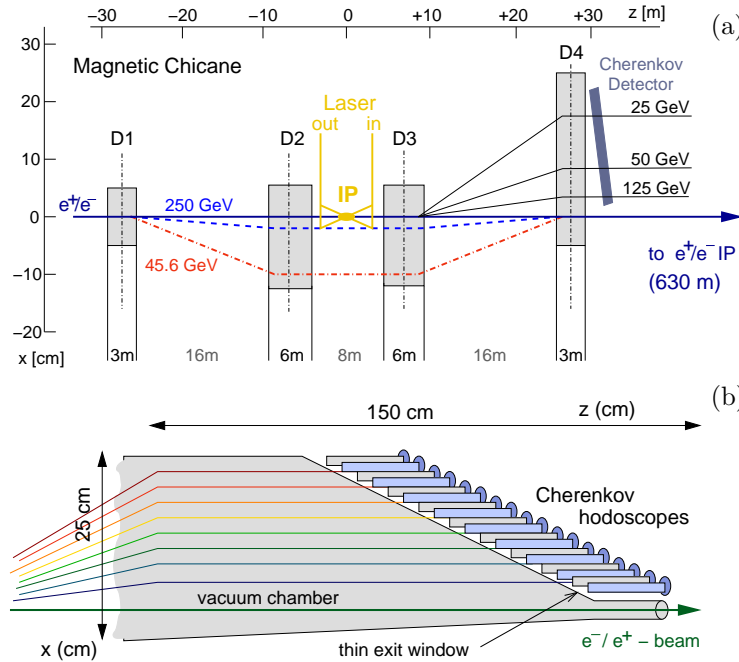 −30 −20 −10 0 +10 +20 +30 z [m]
(a)
30
20
10
0
−10
−20
x [cm]
Magnetic Chicane
D1
D2
D3
D4
Laser
out in
IP
Cherenkov
Detector
25 GeV
50 GeV
125 GeV
e+/e−
250 GeV
45.6 GeV
to e+/e− IP
(630 m)
3m 16m 6m 8m 6m 16m 3m
(b)
150 cm z (cm)
25 cm
Cherenkov
hodoscopes
vacuum chamber
x (cm)
thin exit window
e−/ e+ − beam